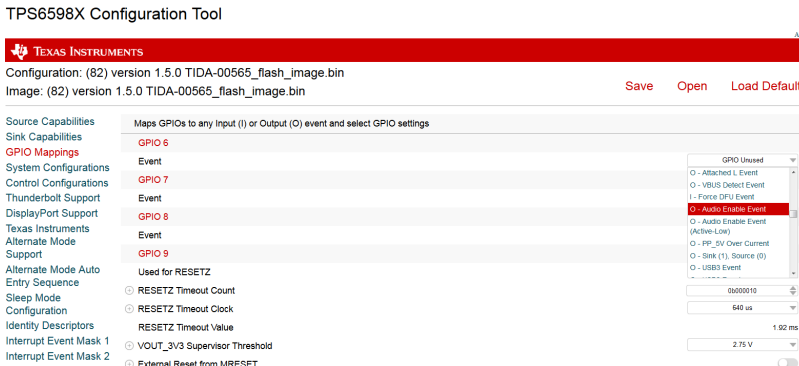 TPS6598X Configuration Tool
A
TEXAS INSTRUMENTS
Configuration: (82) version 1.5.0 TIDA-00565_flash_image.bin
Image: (82) version 1.5.0 TIDA-00565_flash_image.bin
Save Open Load Default
Source Capabilities
Sink Capabilities
GPIO Mappings
System Configurations
Control Configurations
Thunderbolt Support
DisplayPort Support
Texas Instruments
Alternate Mode
Support
Alternate Mode Auto
Entry Sequence
Sleep Mode
Configuration
Identity Descriptors
Interrupt Event Mask 1
Interrupt Event Mask 2
Maps GPIOs to any Input (I) or Output (O) event and select GPIO settings
GPIO 6
Event
GPIO Unused
GPIO 7
Event
GPIO 8
Event
GPIO 9
O - Attached L Event
O - VBUS Detect Event
I - Force DFU Event
O - Audio Enable Event
O - Audio Enable Event
(Active-Low)
O - PP_5V Over Current
O - Sink (1), Source (0)
O - USB3 Event
Used for RESETZ
RESETZ Timeout Count
0b000010
RESETZ Timeout Clock
640 us
RESETZ Timeout Value
1.92 ms
VOUT_3V3 Supervisor Threshold
2.75 V
External Reset from MRESET